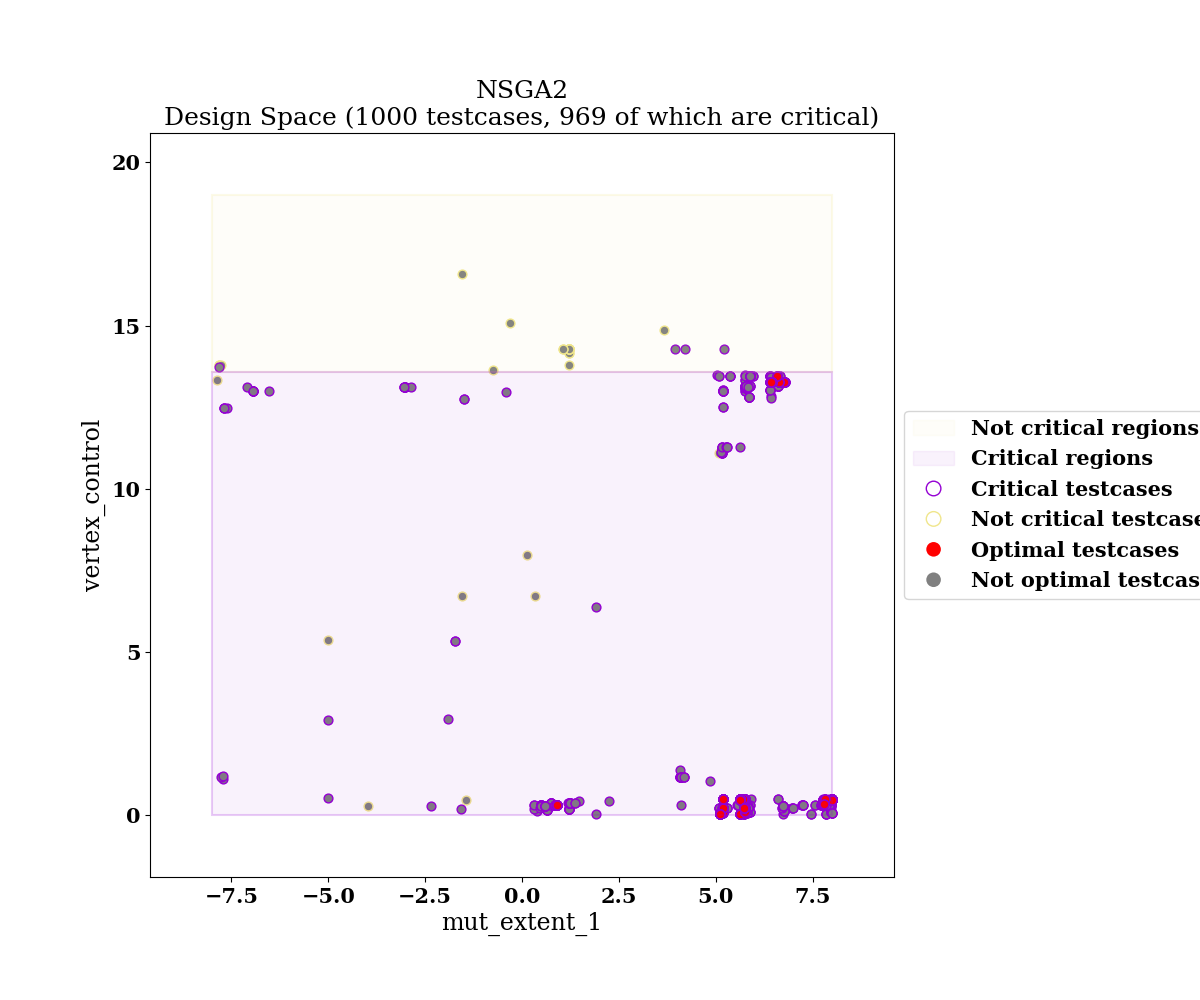 NSGA2
Design Space (1000 testcases, 969 of which are critical)
20
15
10
5
0
vertex_control
−7.5 −5.0 −2.5 0.0 2.5 5.0 7.5
mut_extent_1
Not critical regions
Critical regions
Critical testcases
Not critical testcase
Optimal testcases
Not optimal testcas